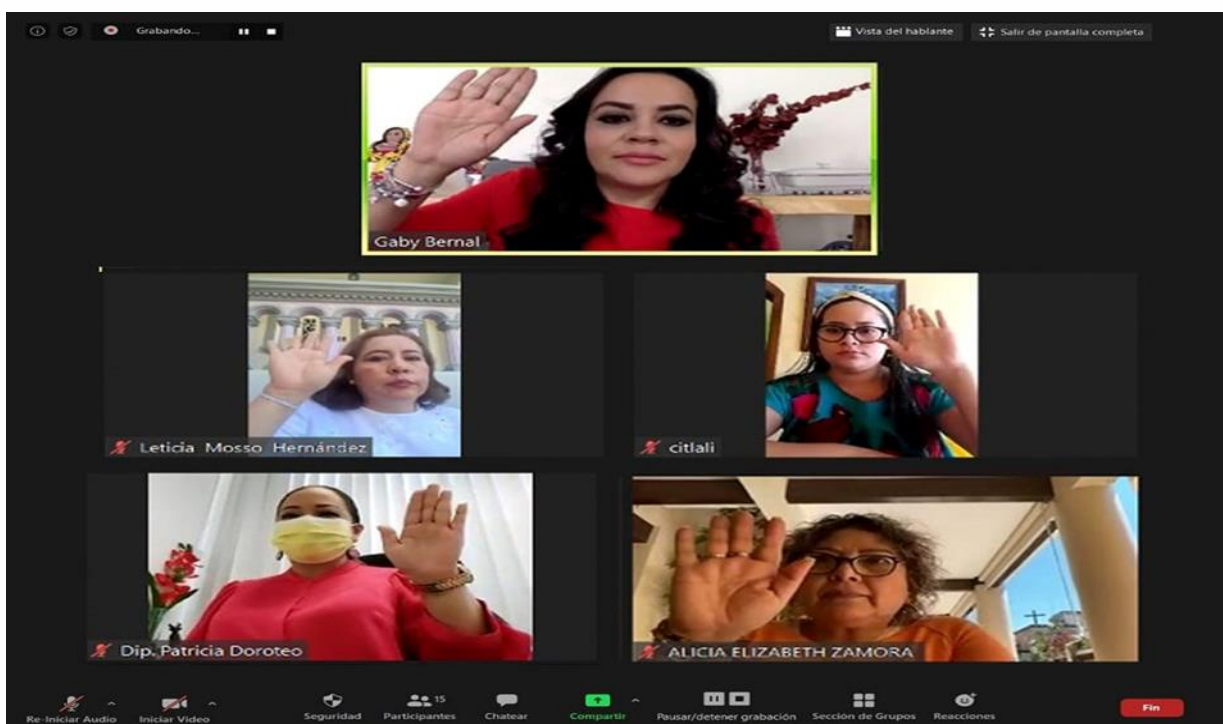 Grabando...
Vista del hablante
Salir de pantalla completa
Gaby Bernal
Leticia Mosso Hernández
citlali
Dip. Patricia Doroteo
ALICIA ELIZABETH ZAMORA
Re-Iniciar Audio
Iniciar Video
Seguridad
Participantes
15
Chatear
Compartir
Pausar/detener grabación
Sección de Grupos
Reacciones
Fin